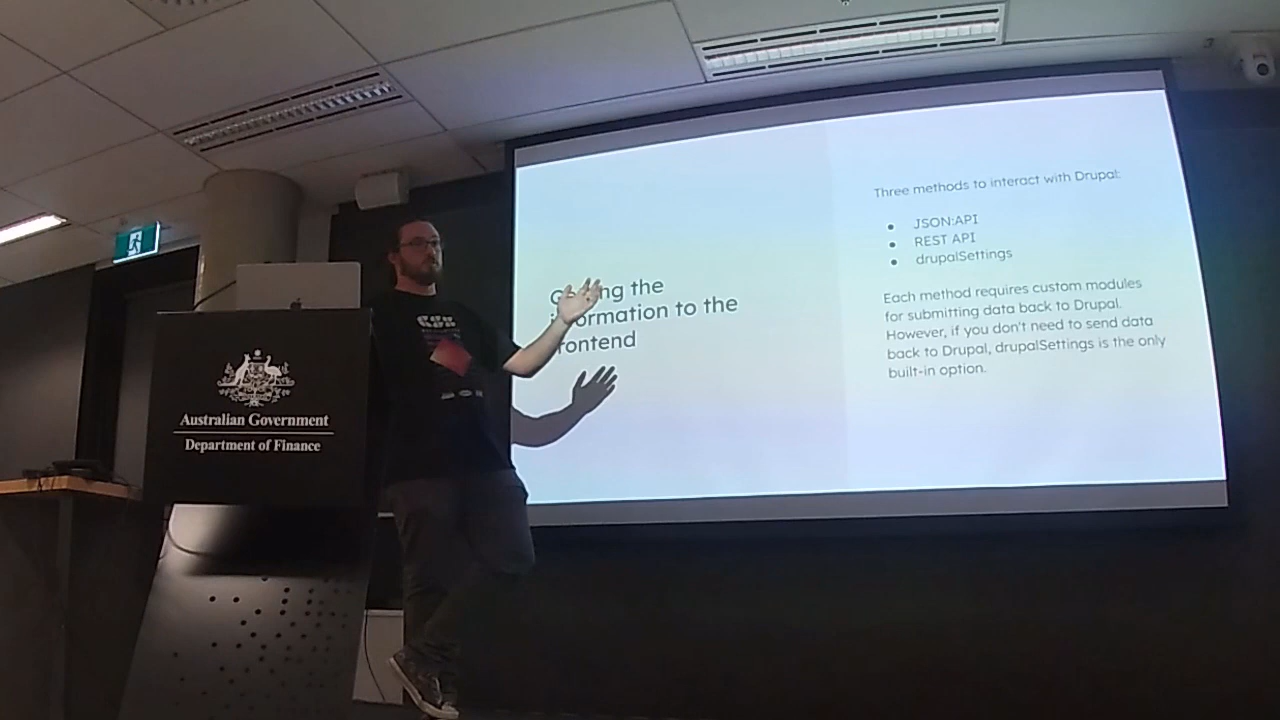 Australian Government
Department of Finance
the
information to the
frontend
Three methods to interact with Drupal:
JSON:API
REST API
drupalSettings
Each method requires custom modules
for submitting data back to Drupal.
However, if you don't need to send data
back to Drupal, drupalSettings is the only
built-in option.